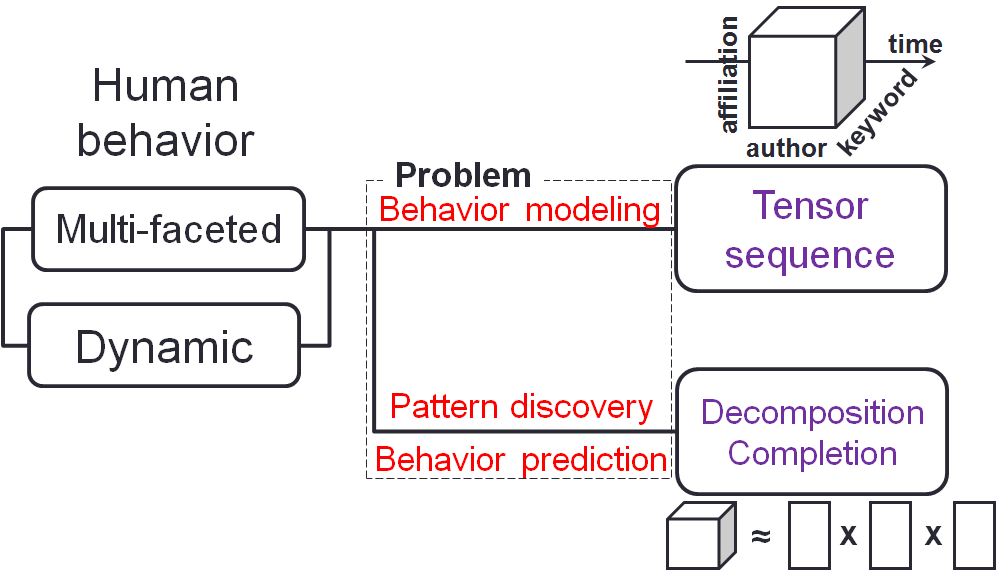 Human
behavior
Multi-faceted
Dynamic
Problem
Behavior modeling
Pattern discovery
Behavior prediction
affiliation
time
keyword
author
Tensor
sequence
Decomposition
Completion
≈ x x